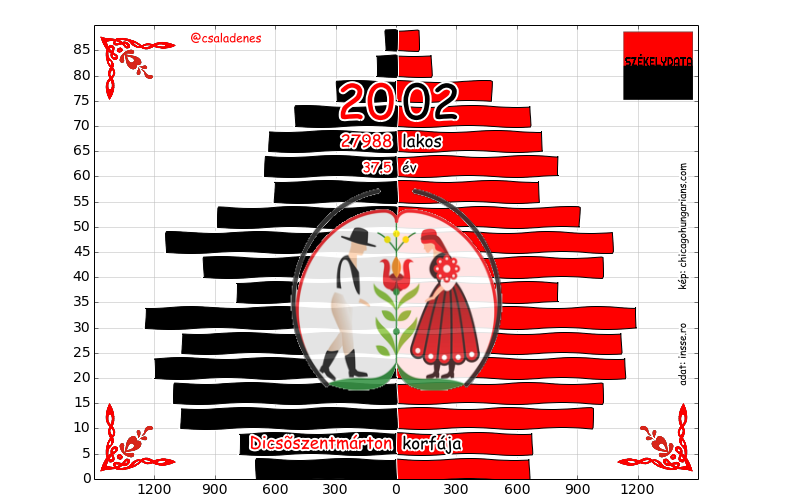 @csaladenes
SZÉKELYDATA
2002
27988 lakos
37.5 év
kép: chicagohungarians.com
adat: insse.ro
Dicsõszentmárton korfája
85
80
75
70
65
60
55
50
45
40
35
30
25
20
15
10
5
0
1200 900 600 300 0 300 600 900 1200